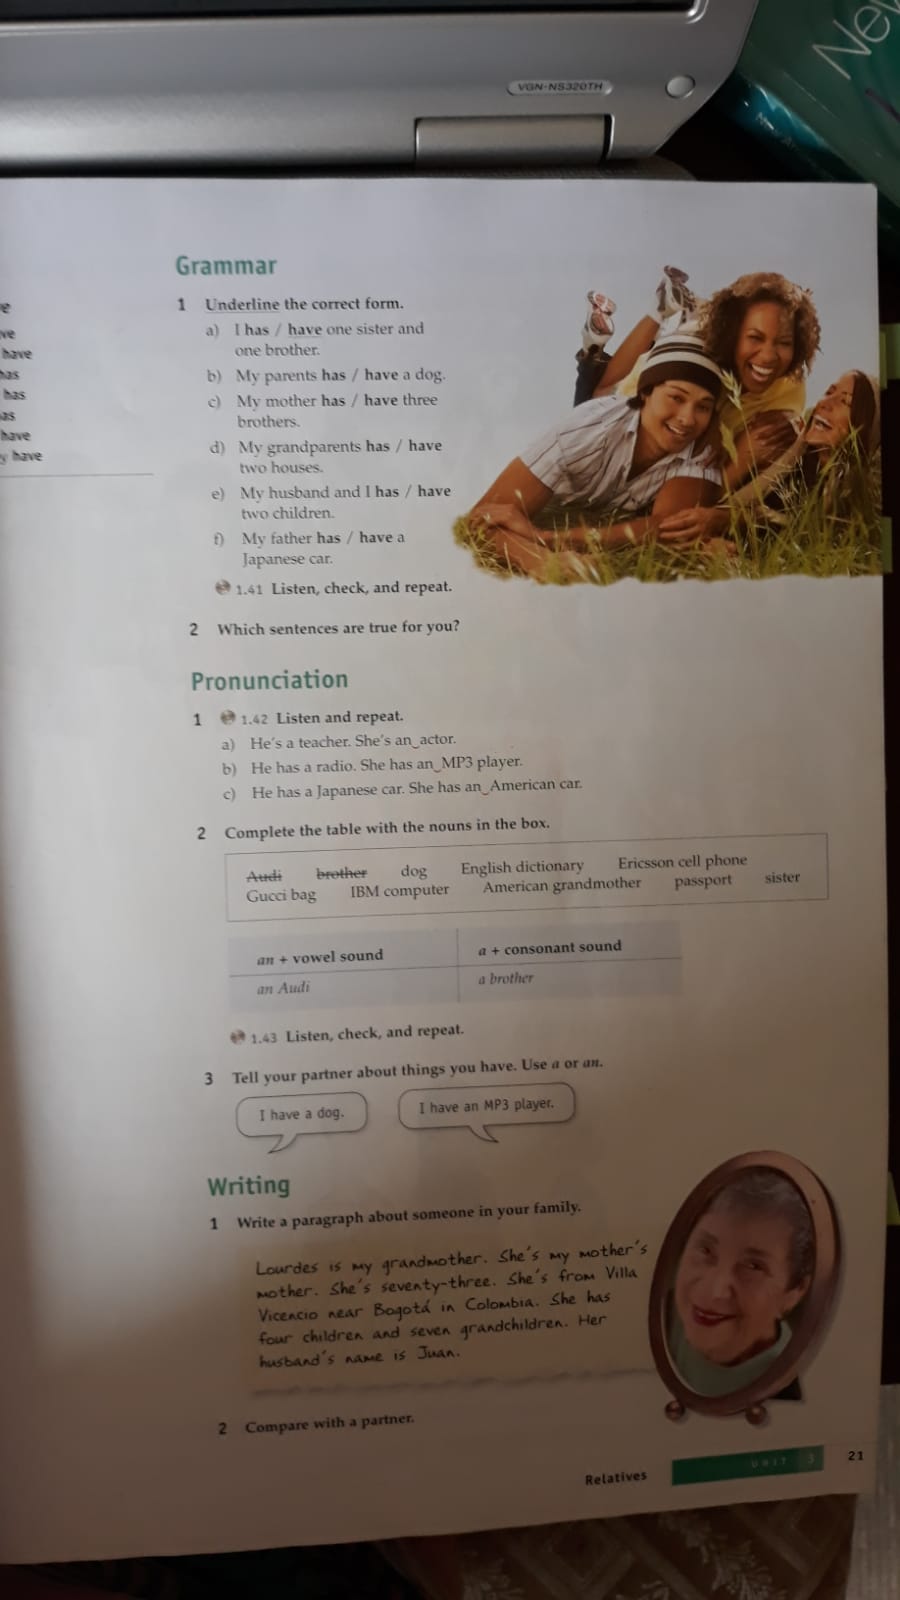 VGN-NS320TH
New
e
ve
have
has
has
as
have
y have
Grammar
1 Underline the correct form.
a) I has / have one sister and
one brother.
b) My parents has / have a dog.
c) My mother has / have three
brothers.
d) My grandparents has / have
two houses.
e) My husband and I has / have
two children.
f) My father has / have a
Japanese car.
1.41 Listen, check, and repeat.
2 Which sentences are true for you?
Pronunciation
1 1.42 Listen and repeat.
a) He's a teacher. She's an‿actor.
b) He has a radio. She has an‿MP3 player.
c) He has a Japanese car. She has an‿American car.
2 Complete the table with the nouns in the box.
Audi brother dog English dictionary Ericsson cell phone
Gucci bag IBM computer American grandmother passport sister
an + vowel sound a + consonant sound
an Audi a brother
1.43 Listen, check, and repeat.
3 Tell your partner about things you have. Use a or an.
I have a dog. I have an MP3 player.
Writing
1 Write a paragraph about someone in your family.
Lourdes is my grandmother. She's my mother's
mother. She's seventy-three. She's from Villa
Vicencio near Bogotá in Colombia. She has
four children and seven grandchildren. Her
husband's name is Juan.
2 Compare with a partner.
Relatives UNIT 3 21